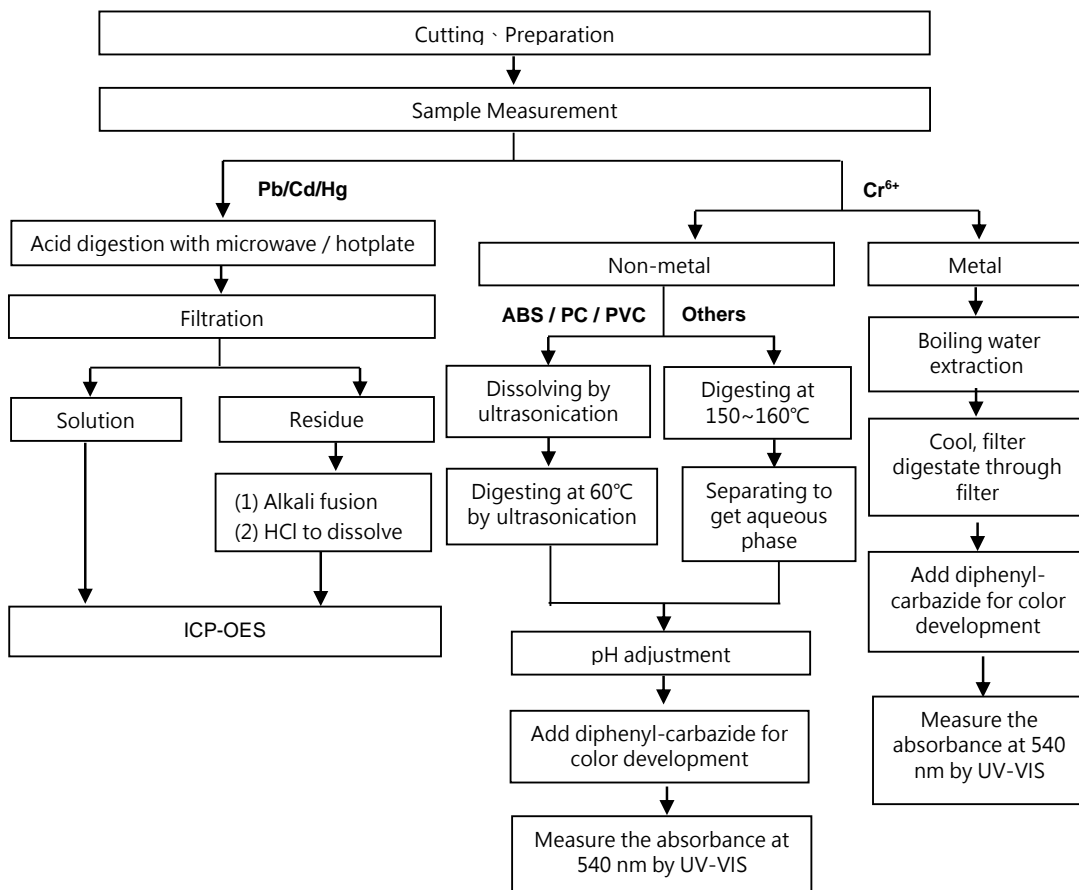 Cutting、Preparation
Sample Measurement
Pb/Cd/Hg
Cr⁶⁺
Acid digestion with microwave / hotplate
Filtration
Solution
Residue
(1) Alkali fusion
(2) HCl to dissolve
ICP-OES
Non-metal
ABS / PC / PVC
Others
Dissolving by
ultrasonication
Digesting at 60℃
by ultrasonication
Digesting at
150~160℃
Separating to
get aqueous
phase
pH adjustment
Add diphenyl-carbazide for
color development
Measure the absorbance at
540 nm by UV-VIS
Metal
Boiling water
extraction
Cool, filter
digestate through
filter
Add diphenyl-
carbazide for color
development
Measure the
absorbance at 540
nm by UV-VIS